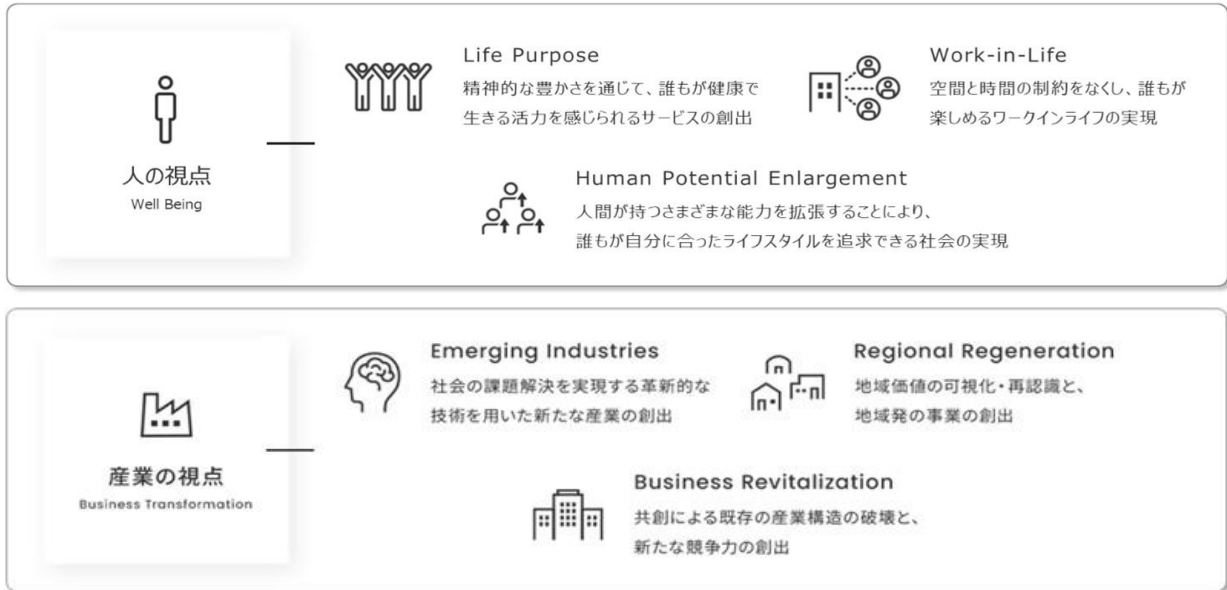 人の視点
Well Being
Life Purpose
精神的な豊かさを通じて、誰もが健康で
生きる活力を感じられるサービスの創出
Work-in-Life
空間と時間の制約をなくし、誰もが
楽しめるワークインライフの実現
Human Potential Enlargement
人間が持つさまざまな能力を拡張することにより、
誰もが自分に合ったライフスタイルを追求できる社会の実現
産業の視点
Business Transformation
Emerging Industries
社会の課題解決を実現する革新的な
技術を用いた新たな産業の創出
Regional Regeneration
地域価値の可視化・再認識と、
地域発の事業の創出
Business Revitalization
共創による既存の産業構造の破壊と、
新たな競争力の創出